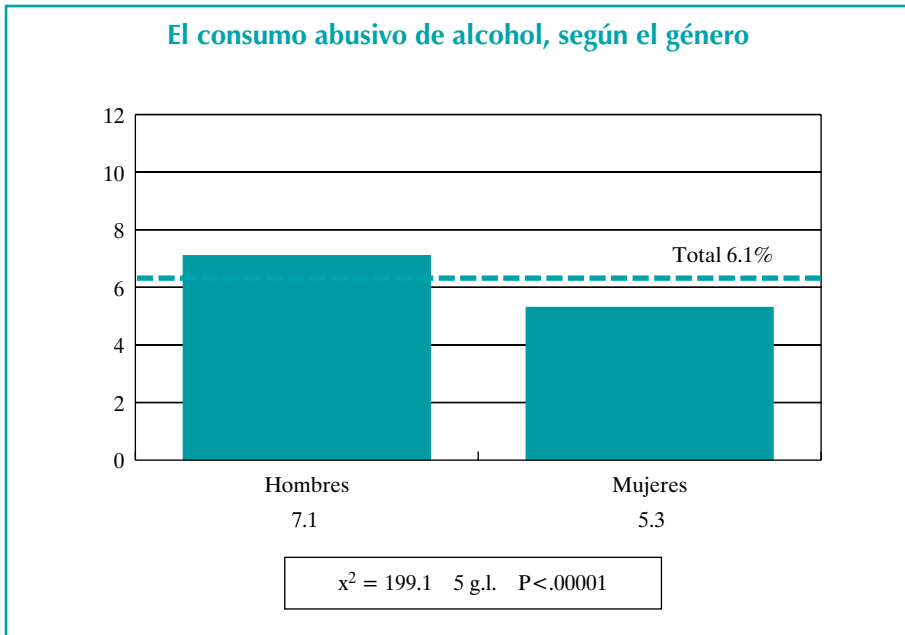 El consumo abusivo de alcohol, según el género
12
10
8
Total 6.1%
6
4
2
0
Hombres Mujeres
7.1 5.3
x² = 199.1 5 g.l. P<.00001